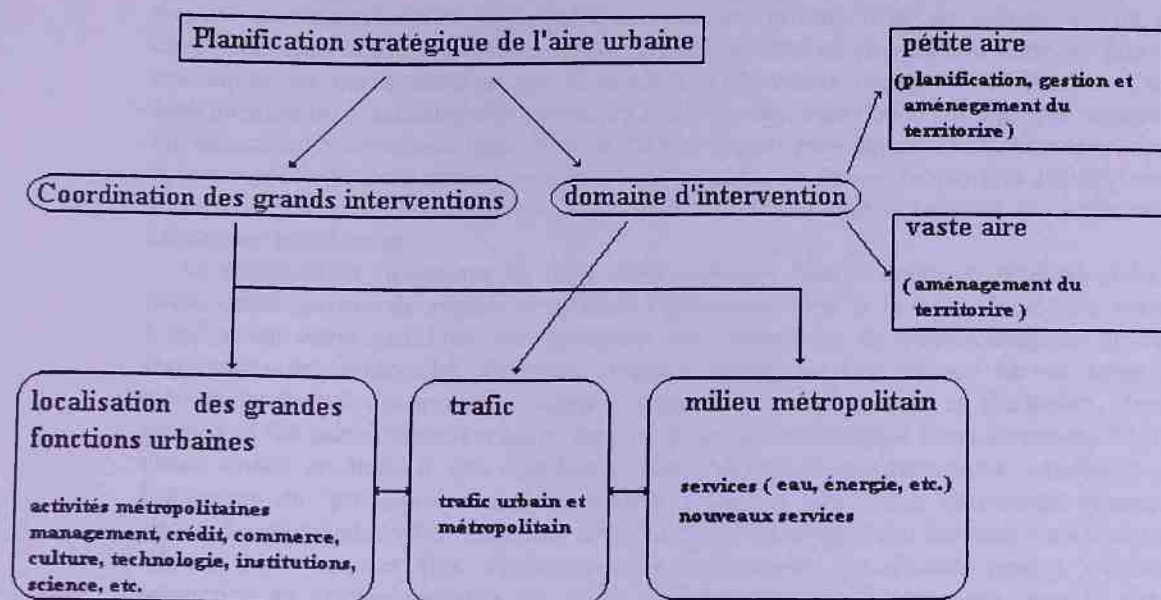 Planification stratégique de l'aire urbaine
pétite aire
(planification, gestion et
aménegement du
territorire)
Coordination des grands interventions
domaine d'intervention
vaste aire
( aménagement du
territorire )
localisation des grandes
fonctions urbaines
activités métropolitaines
management, crédit, commerce,
culture, technologie, institutions,
science, etc.
trafic
trafic urbain et
métropolitain
milieu métropolitain
services ( eau, énergie, etc.)
nouveaux services